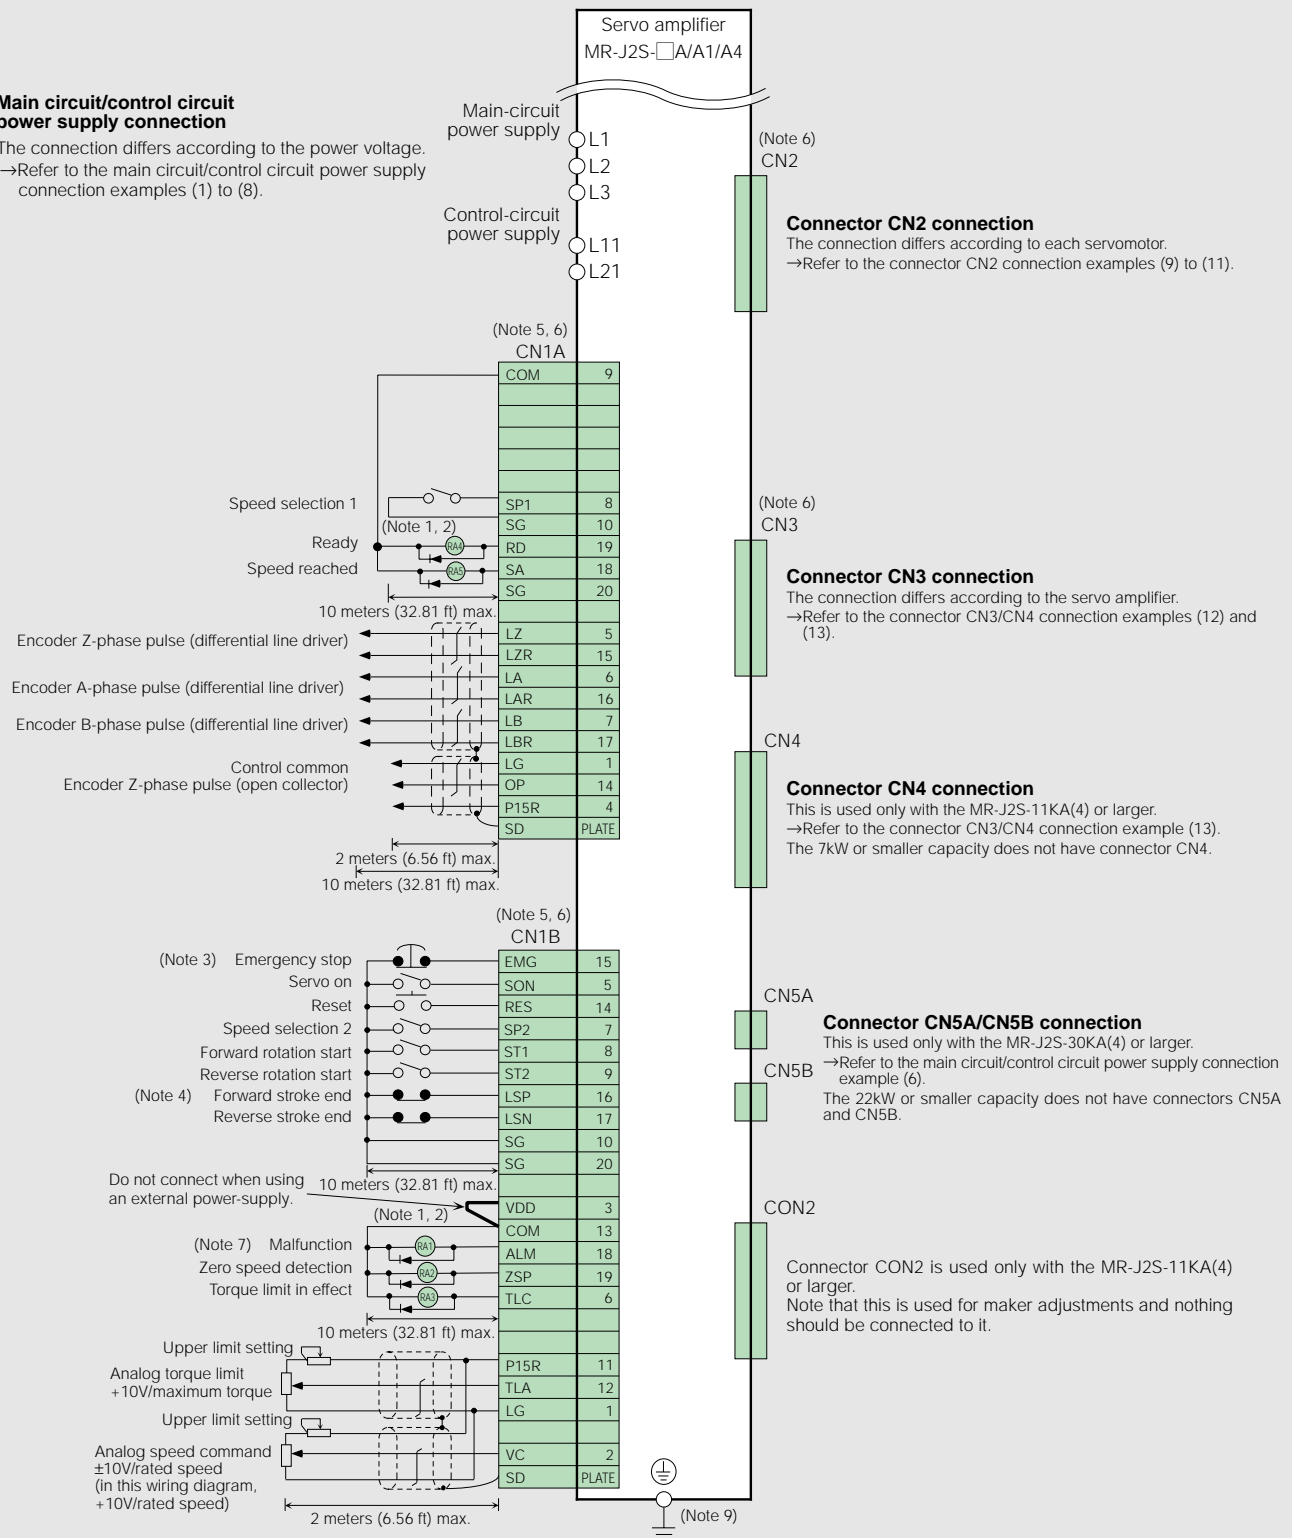 Servo amplifier
MR-J2S-□A/A1/A4
Main circuit/control circuit
power supply connection
The connection differs according to the power voltage.
→Refer to the main circuit/control circuit power supply
connection examples (1) to (8).
Main-circuit
power supply
L1
L2
L3
Control-circuit
power supply
L11
L21
(Note 6)
CN2
Connector CN2 connection
The connection differs according to each servomotor.
→Refer to the connector CN2 connection examples (9) to (11).
(Note 5, 6)
CN1A
COM 9
Speed selection 1 SP1 8
(Note 1, 2) SG 10
Ready RA4 RD 19
Speed reached RA5 SA 18
SG 20
10 meters (32.81 ft) max.
Encoder Z-phase pulse (differential line driver) LZ 5
LZR 15
Encoder A-phase pulse (differential line driver) LA 6
LAR 16
Encoder B-phase pulse (differential line driver) LB 7
LBR 17
Control common LG 1
Encoder Z-phase pulse (open collector) OP 14
P15R 4
SD PLATE
2 meters (6.56 ft) max.
10 meters (32.81 ft) max.
(Note 6)
CN3
Connector CN3 connection
The connection differs according to the servo amplifier.
→Refer to the connector CN3/CN4 connection examples (12) and
(13).
CN4
Connector CN4 connection
This is used only with the MR-J2S-11KA(4) or larger.
→Refer to the connector CN3/CN4 connection example (13).
The 7kW or smaller capacity does not have connector CN4.
(Note 5, 6)
CN1B
(Note 3) Emergency stop EMG 15
Servo on SON 5
Reset RES 14
Speed selection 2 SP2 7
Forward rotation start ST1 8
Reverse rotation start ST2 9
(Note 4) Forward stroke end LSP 16
Reverse stroke end LSN 17
SG 10
SG 20
10 meters (32.81 ft) max.
Do not connect when using
an external power-supply.
VDD 3
(Note 1, 2) COM 13
(Note 7) Malfunction RA1 ALM 18
Zero speed detection RA2 ZSP 19
Torque limit in effect RA3 TLC 6
10 meters (32.81 ft) max.
Upper limit setting P15R 11
Analog torque limit
+10V/maximum torque TLA 12
LG 1
Upper limit setting
Analog speed command VC 2
±10V/rated speed
(in this wiring diagram, SD PLATE
+10V/rated speed)
2 meters (6.56 ft) max.
CN5A
CN5B
Connector CN5A/CN5B connection
This is used only with the MR-J2S-30KA(4) or larger.
→Refer to the main circuit/control circuit power supply connection
example (6).
The 22kW or smaller capacity does not have connectors CN5A
and CN5B.
CON2
Connector CON2 is used only with the MR-J2S-11KA(4)
or larger.
Note that this is used for maker adjustments and nothing
should be connected to it.
(Note 9)